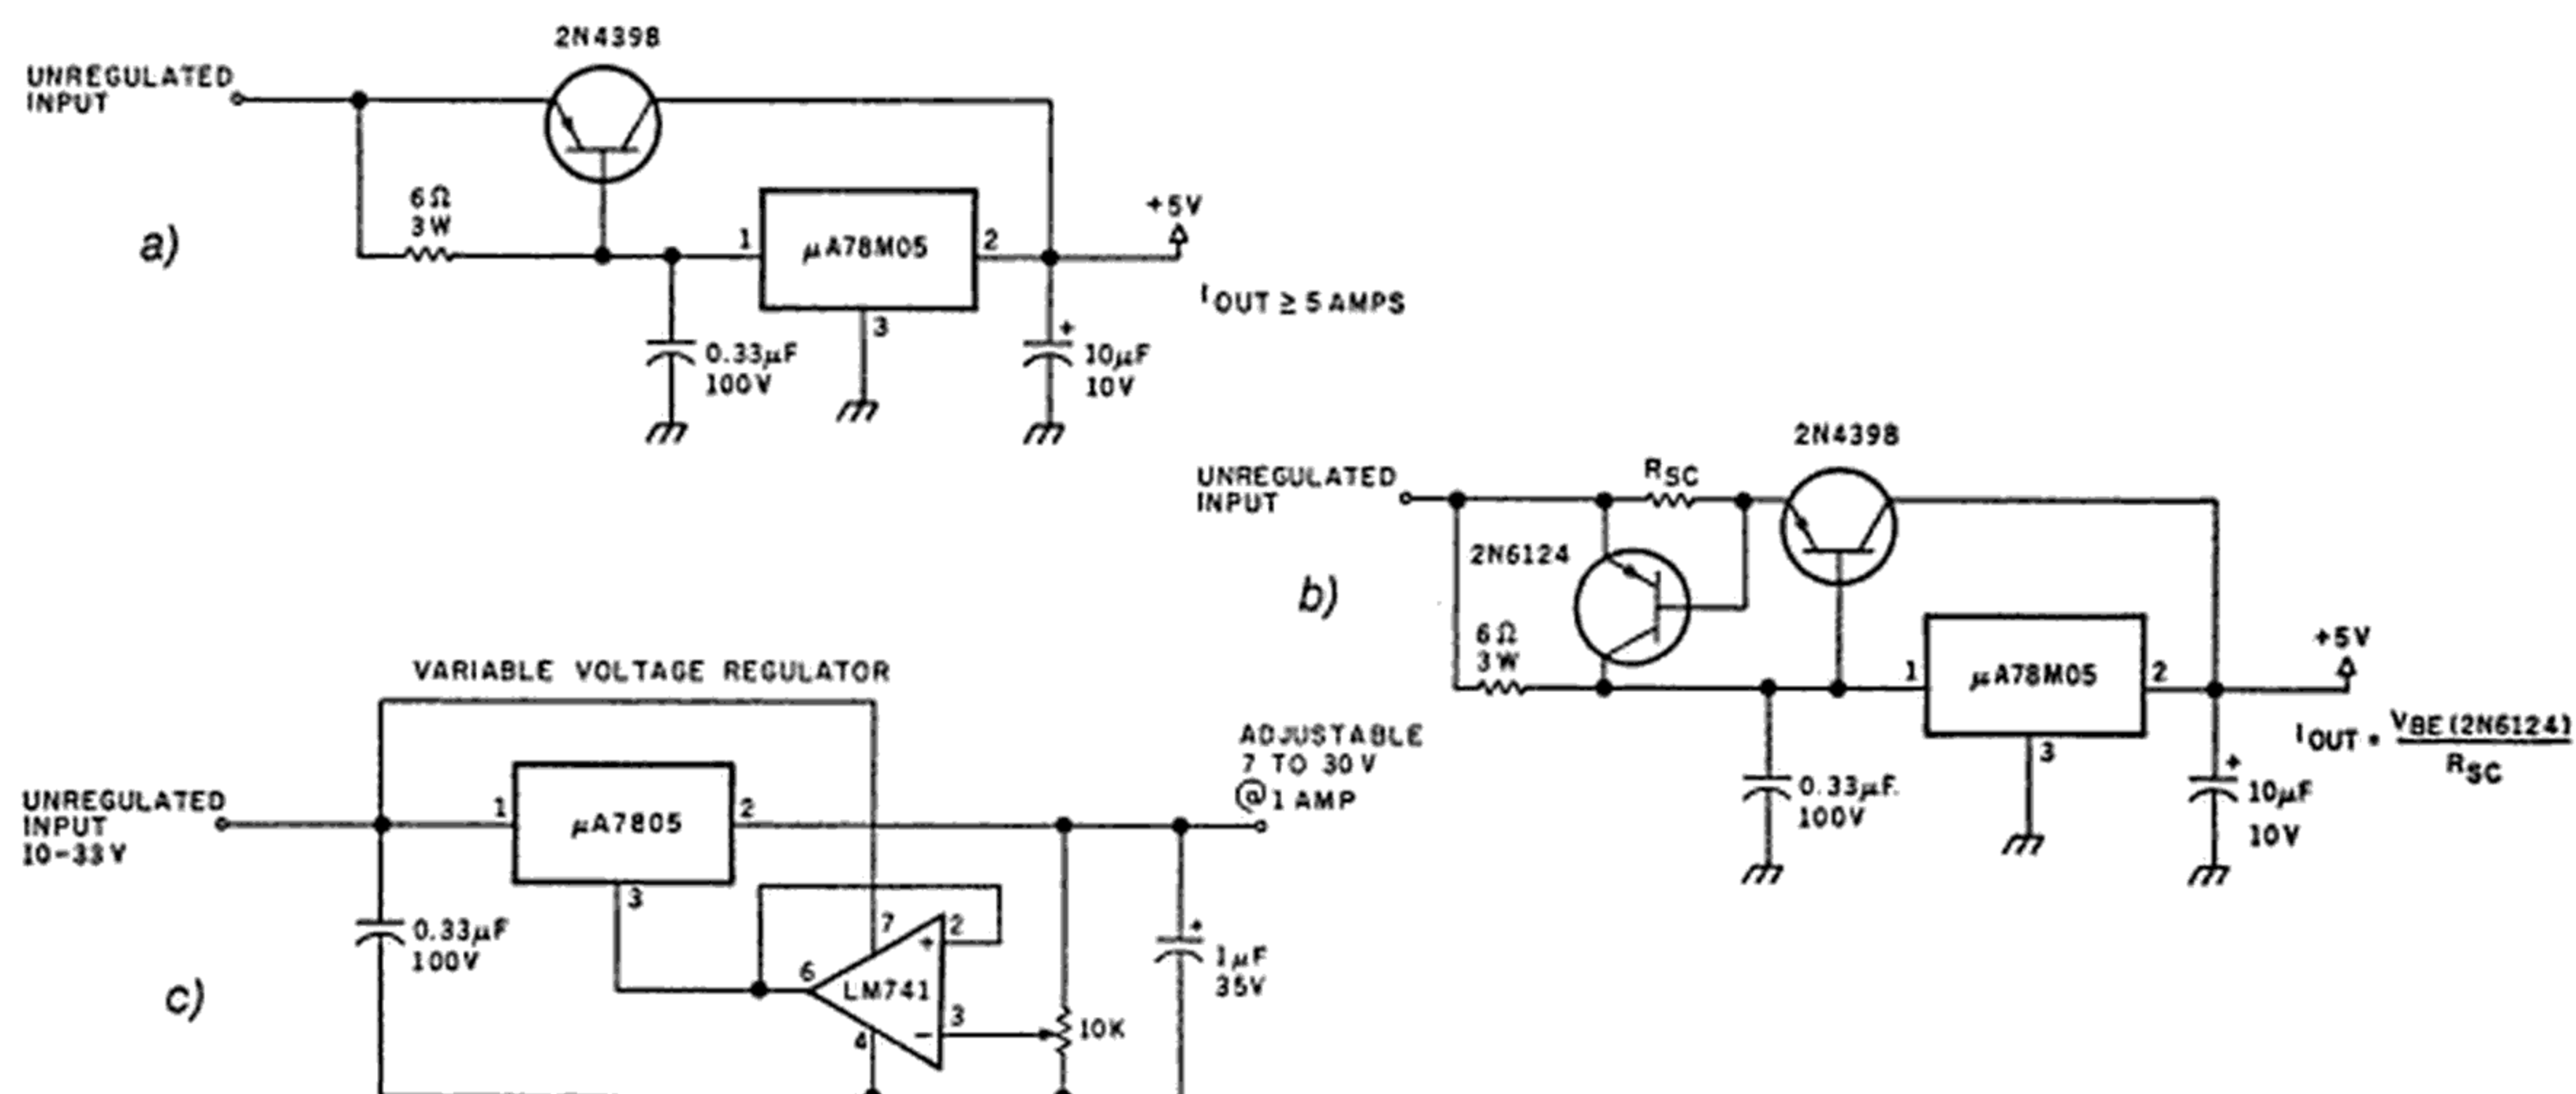 2N4398
UNREGULATED
INPUT
6Ω
3W
a)
1
μA78M05
2
3
+5V
IOUT ≥ 5 AMPS
0.33μF
100V
+
10μF
10V
2N4398
UNREGULATED
INPUT
RSC
2N6124
b)
6Ω
3W
1
μA78M05
2
3
+5V
IOUT = VBE (2N6124)
RSC
0.33μF
100V
+
10μF
10V
VARIABLE VOLTAGE REGULATOR
ADJUSTABLE
7 TO 30V
@ 1 AMP
UNREGULATED
INPUT
10-33V
1
μA7805
2
3
0.33μF
100V
c)
7
2
+
6
LM741
3
-
4
10K
+
1μF
35V